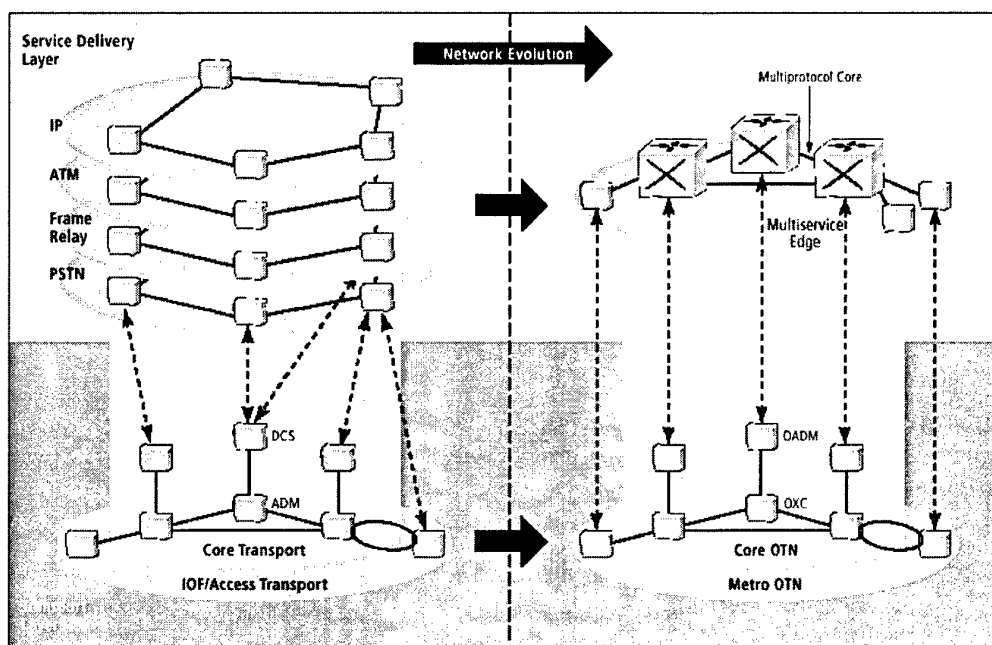 Service Delivery
Layer
Network Evolution
Multiprotocol Core
IP
ATM
Frame
Relay
PSTN
Multiservice
Edge
DCS
OADM
ADM
OXC
Core Transport
Core OTN
IOF/Access Transport
Metro OTN